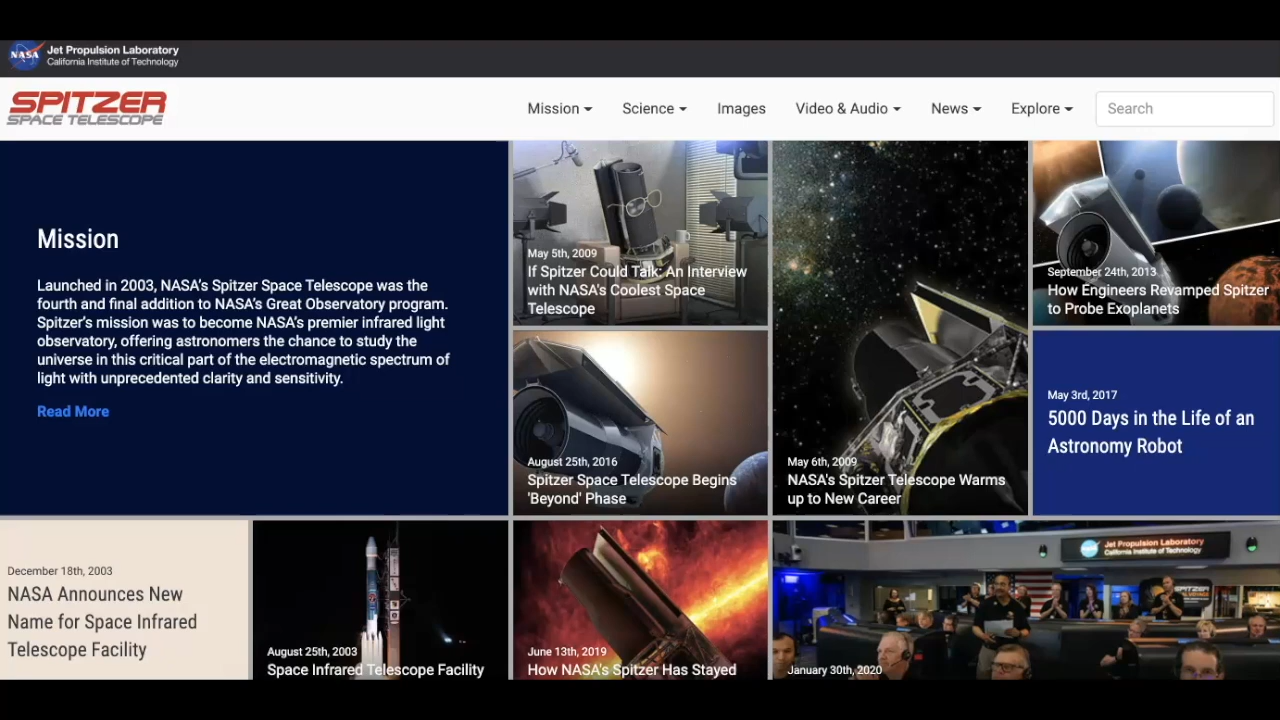 NASA
Jet Propulsion Laboratory
California Institute of Technology
SPITZER
SPACE TELESCOPE
Mission
Science
Images
Video & Audio
News
Explore
Search
Mission
Launched in 2003, NASA's Spitzer Space Telescope was the
fourth and final addition to NASA's Great Observatory program.
Spitzer's mission was to become NASA's premier infrared light
observatory, offering astronomers the chance to study the
universe in this critical part of the electromagnetic spectrum of
light with unprecedented clarity and sensitivity.
Read More
May 5th, 2009
If Spitzer Could Talk: An Interview
with NASA's Coolest Space
Telescope
August 25th, 2016
Spitzer Space Telescope Begins
'Beyond' Phase
May 6th, 2009
NASA's Spitzer Telescope Warms
up to New Career
September 24th, 2013
How Engineers Revamped Spitzer
to Probe Exoplanets
May 3rd, 2017
5000 Days in the Life of an
Astronomy Robot
December 18th, 2003
NASA Announces New
Name for Space Infrared
Telescope Facility
August 25th, 2003
Space Infrared Telescope Facility
June 13th, 2019
How NASA's Spitzer Has Stayed
Jet Propulsion Laboratory
California Institute of Technology
SPITZER
January 30th, 2020